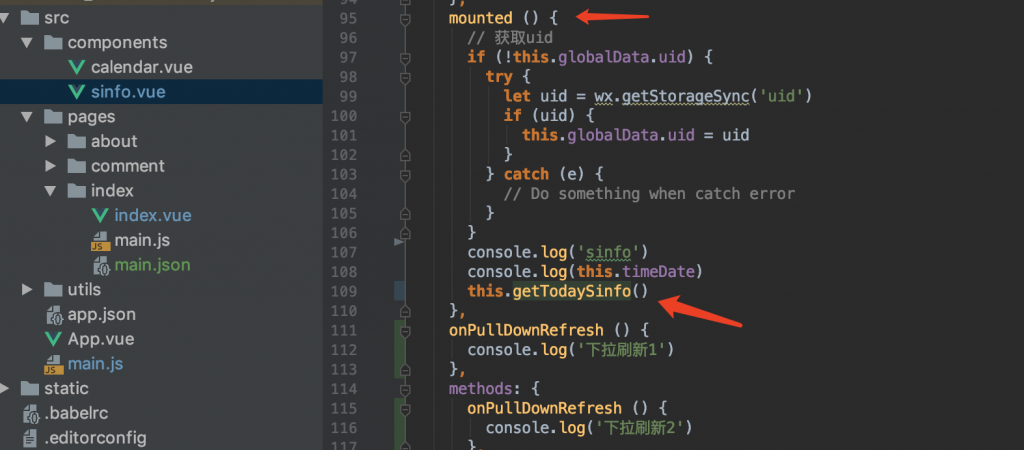 src
components
calendar.vue
sinfo.vue
pages
about
comment
index
index.vue
main.js
main.json
utils
app.json
App.vue
main.js
static
.babelrc
.editorconfig
95 mounted () {
96 // 获取uid
97 if (!this.globalData.uid) {
98 try {
99 let uid = wx.getStorageSync('uid')
100 if (uid) {
101 this.globalData.uid = uid
102 }
103 } catch (e) {
104 // Do something when catch error
105 }
106 }
107 console.log('sinfo')
108 console.log(this.timeDate)
109 this.getTodaySinfo()
110 },
111 onPullDownRefresh () {
112 console.log('下拉刷新1')
113 },
114 methods: {
115 onPullDownRefresh () {
116 console.log('下拉刷新2')
117 },